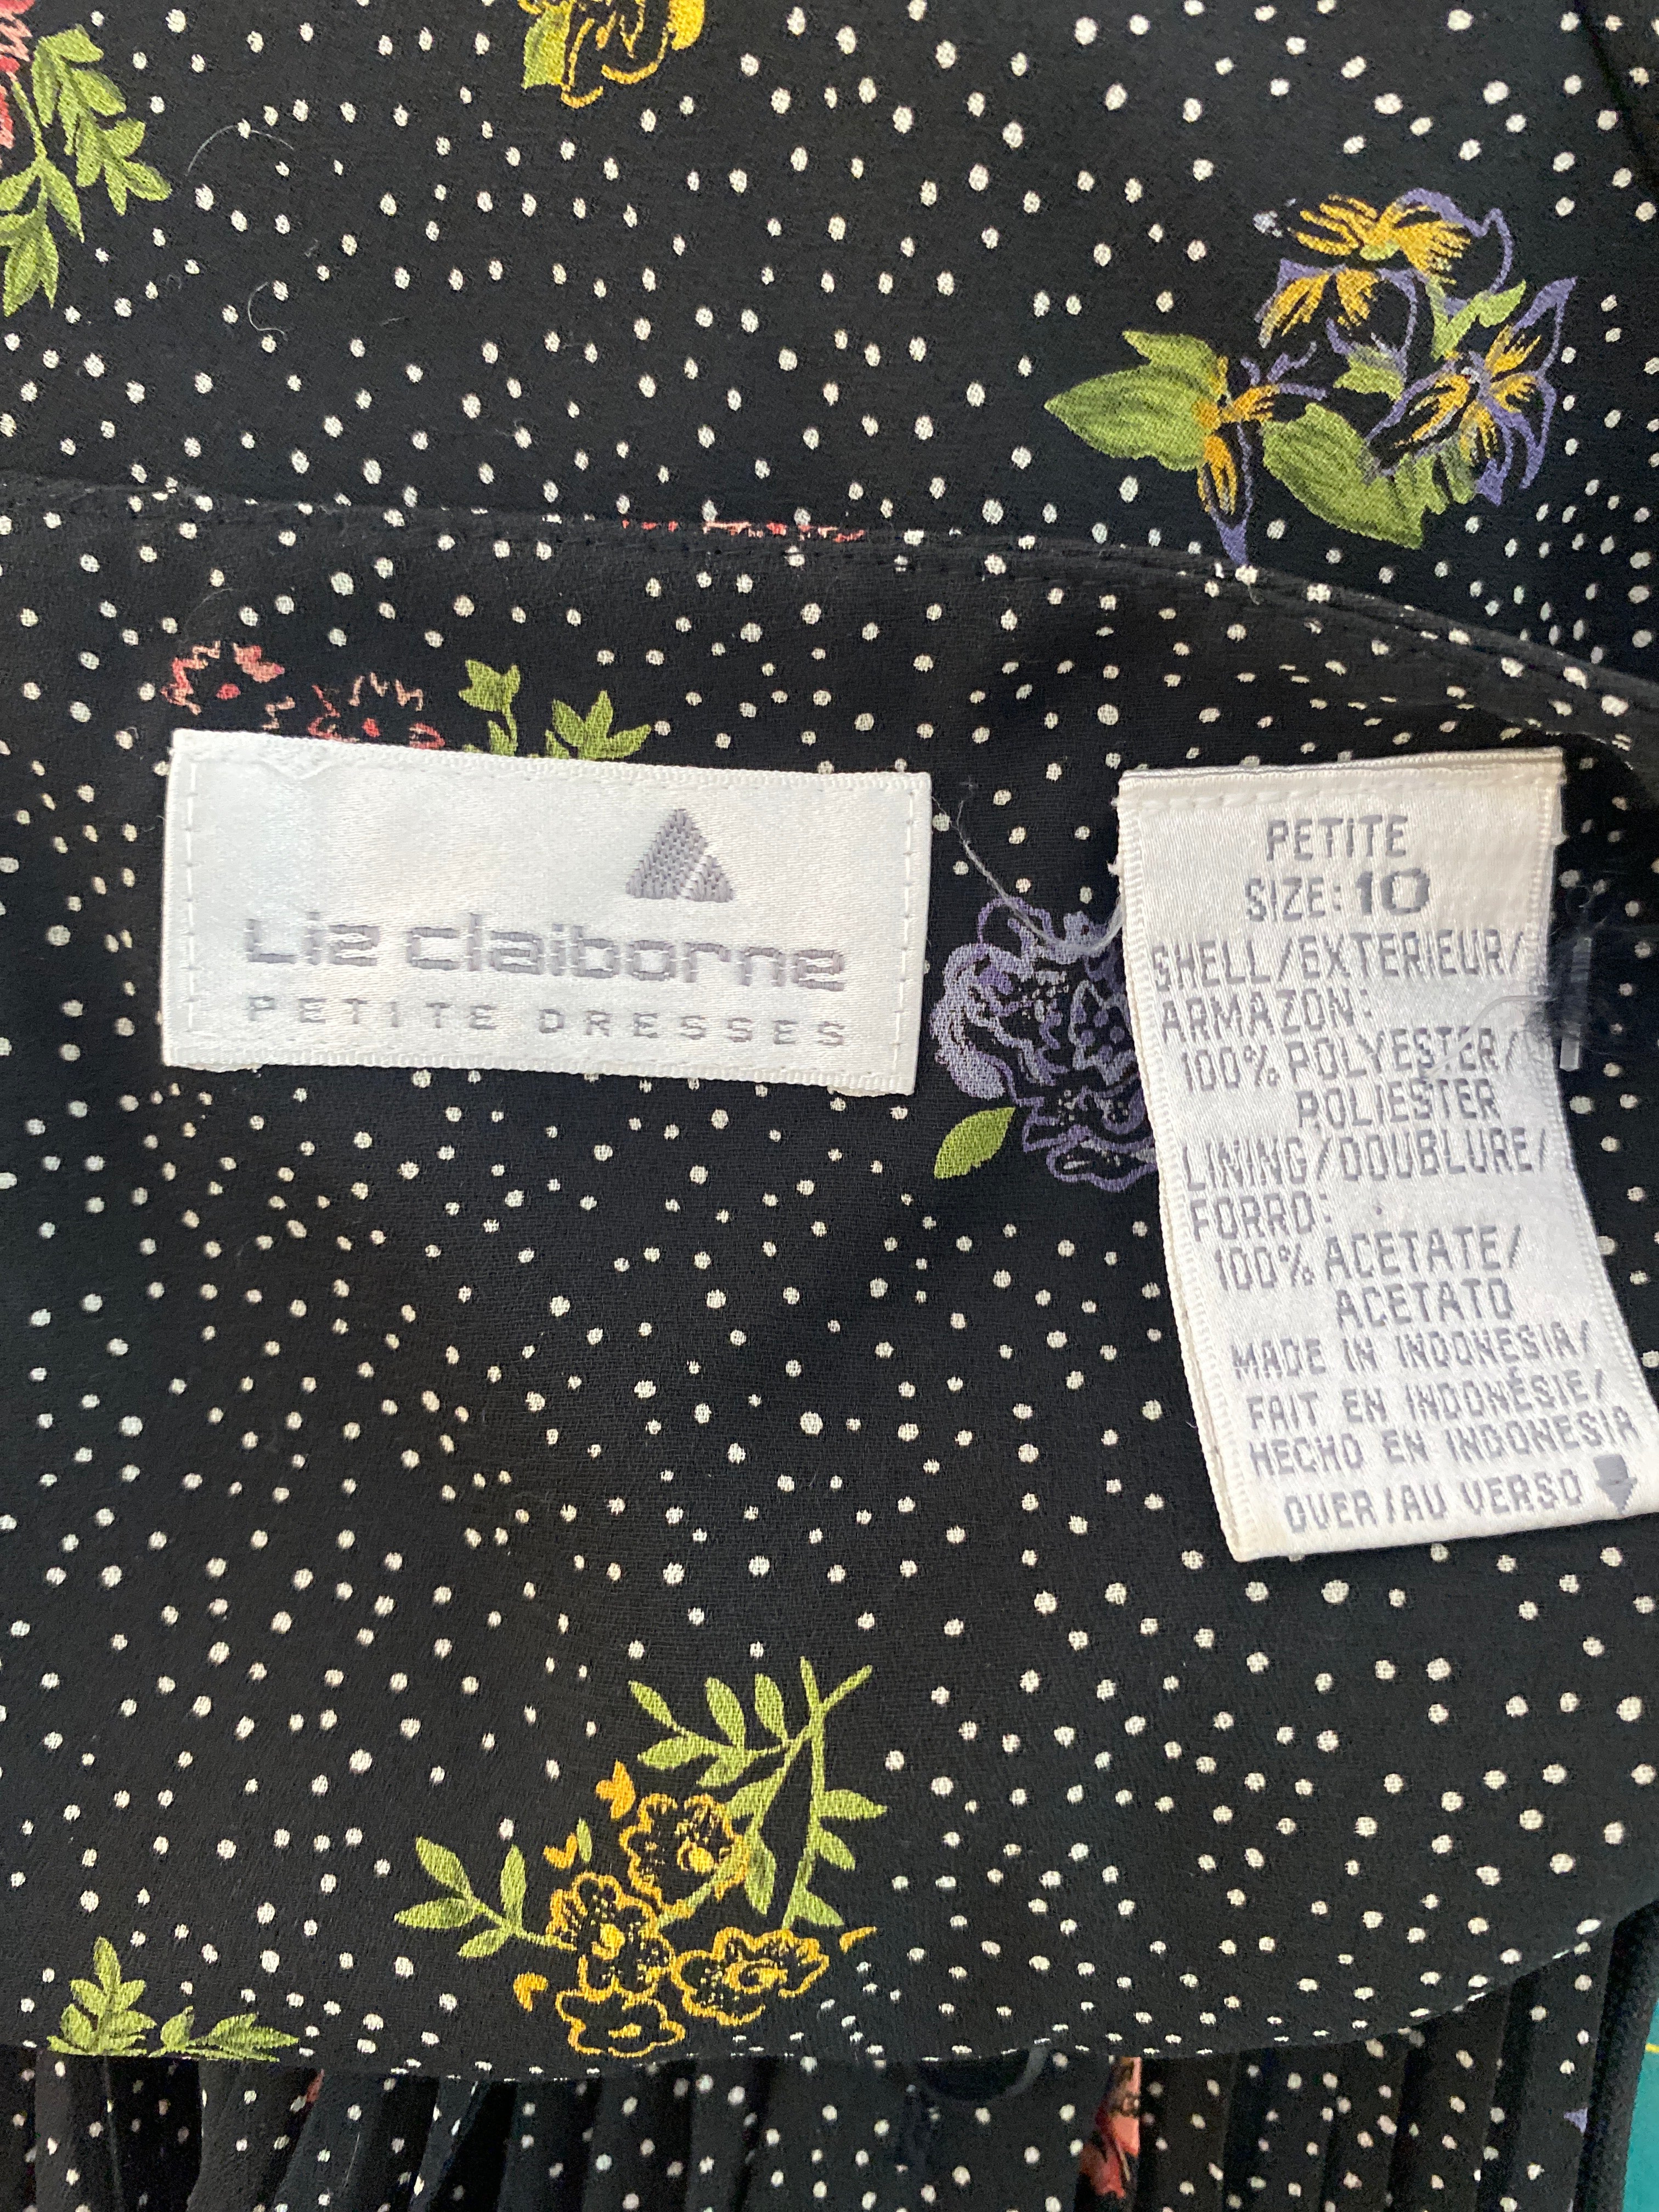 Liz claiborne
PETITE DRESSES
PETITE
SIZE: 10
SHELL/EXTERIEUR/
ARMAZON:
100% POLYESTER/
POLIESTER
LINING/DOUBLURE/
FORRO:
100% ACETATE/
ACETATO
MADE IN INDONESIA/
FAIT EN INDONÉSIE/
HECHO EN INDONESIA
OVER/AU VERSO